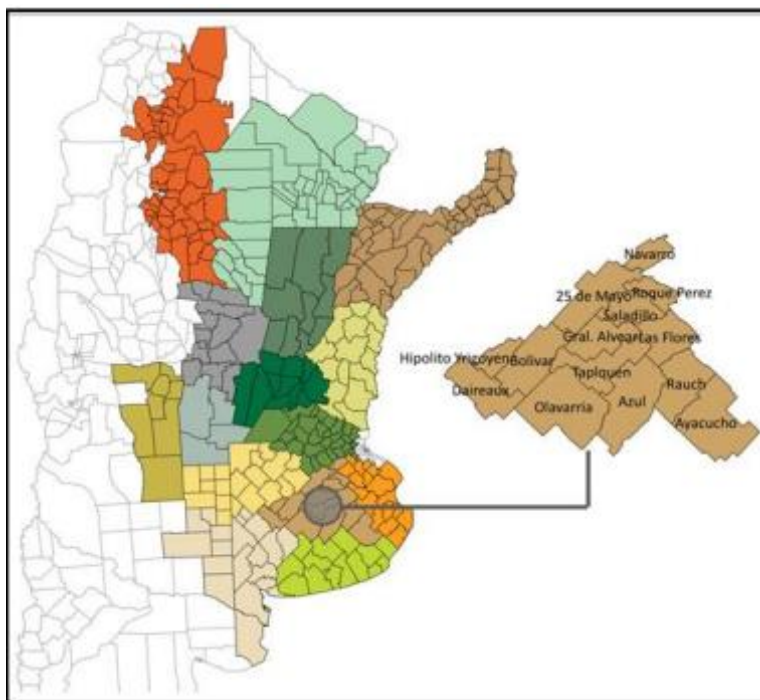 Navarro
25 de Mayo
Roque Perez
Saladillo
Gral. Alvear
Las Flores
Hipolito Yrigoyen
Bolivar
Taplquen
Rauch
Daireaux
Olavarria
Azul
Ayacucho